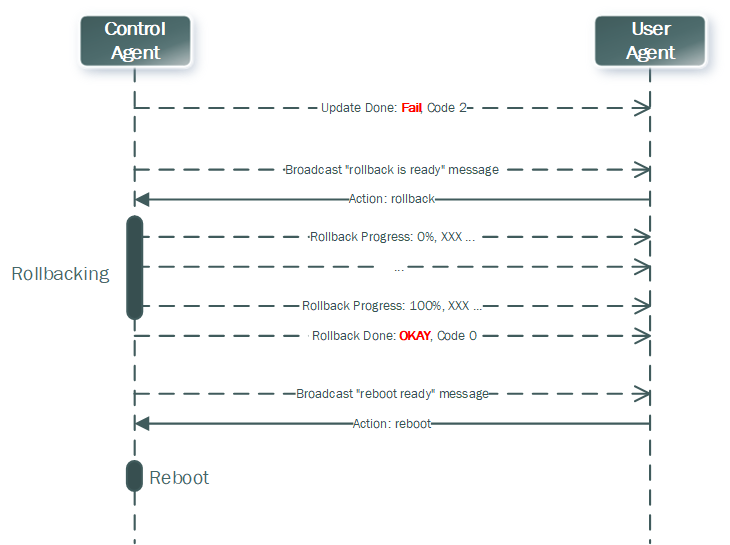 Control
Agent
User
Agent
Update Done: Fail, Code 2
Broadcast "rollback is ready" message
Action: rollback
Rollback Progress: 0%, XXX ...
Rollbacking
...
Rollback Progress: 100%, XXX ...
Rollback Done: OKAY, Code 0
Broadcast "reboot ready" message
Action: reboot
Reboot